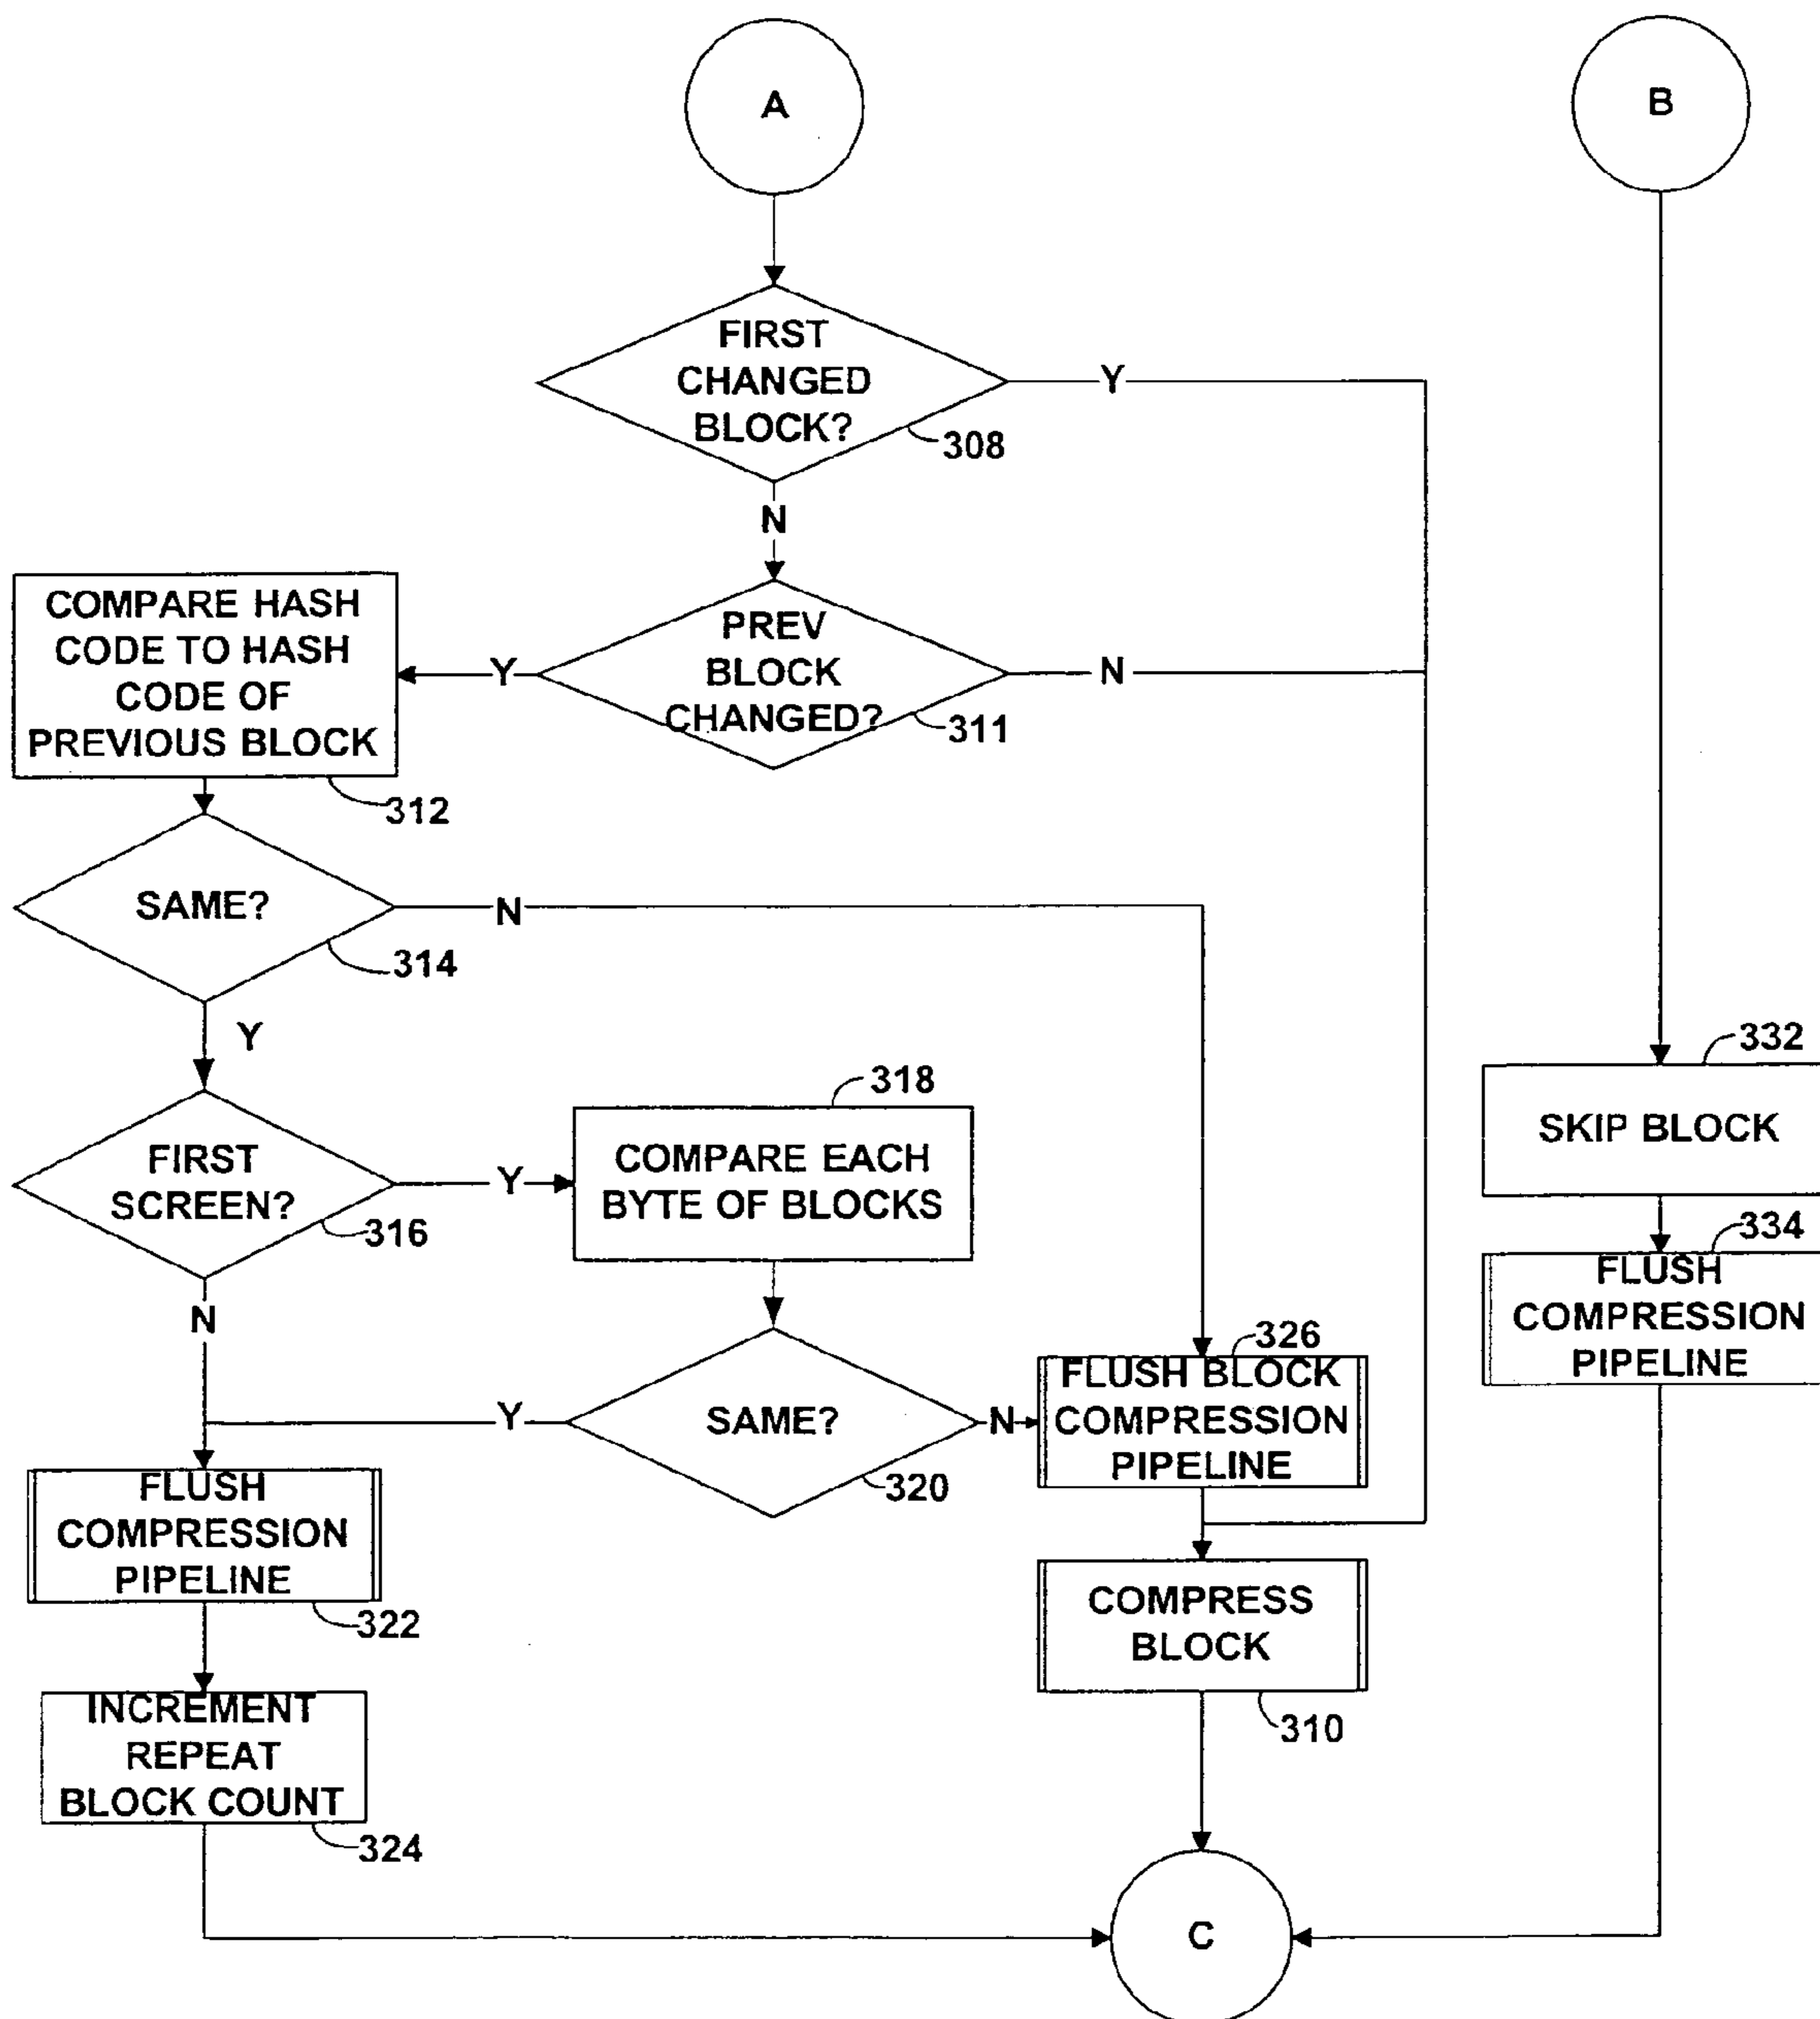 A
B
FIRST
CHANGED
BLOCK?
Y
308
N
COMPARE HASH
CODE TO HASH
CODE OF
PREVIOUS BLOCK
312
Y
PREV
BLOCK
CHANGED?
N
311
SAME?
N
314
Y
332
SKIP BLOCK
318
FIRST
SCREEN?
Y
316
COMPARE EACH
BYTE OF BLOCKS
334
FLUSH
COMPRESSION
PIPELINE
N
326
Y
SAME?
N
320
FLUSH BLOCK
COMPRESSION
PIPELINE
FLUSH
COMPRESSION
PIPELINE
322
COMPRESS
BLOCK
310
INCREMENT
REPEAT
BLOCK COUNT
324
C